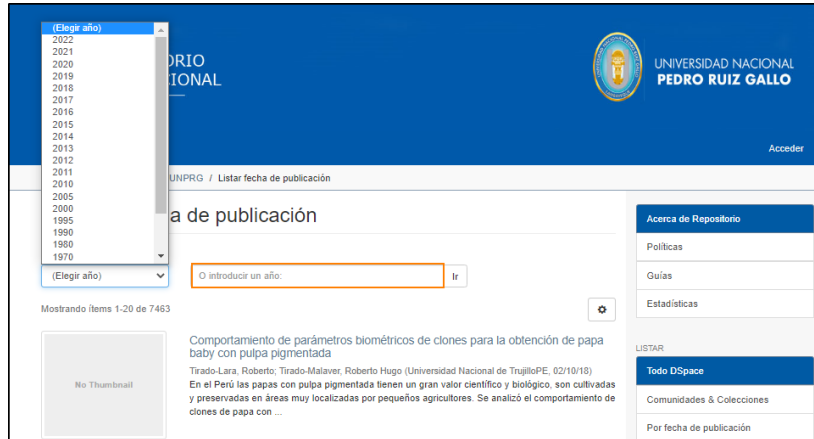 (Elegir año)
2022
2021
2020
2019
2018
2017
2016
2015
2014
2013
2012
2011
2010
2005
2000
1995
1990
1980
1970
ORIO
IONAL
UNIVERSIDAD NACIONAL
PEDRO RUIZ GALLO
Acceder
UNPRG / Listar fecha de publicación
a de publicación
(Elegir año)
O introducir un año:
Ir
Mostrando ítems 1-20 de 7463
No Thumbnail
Comportamiento de parámetros biométricos de clones para la obtención de papa
baby con pulpa pigmentada
Tirado-Lara, Roberto; Tirado-Malaver, Roberto Hugo (Universidad Nacional de TrujilloPE, 02/10/18)
En el Perú las papas con pulpa pigmentada tienen un gran valor científico y biológico, son cultivadas
y preservadas en áreas muy localizadas por pequeños agricultores. Se analizó el comportamiento de
clones de papa con ...
Acerca de Repositorio
Políticas
Guías
Estadísticas
LISTAR
Todo DSpace
Comunidades & Colecciones
Por fecha de publicación